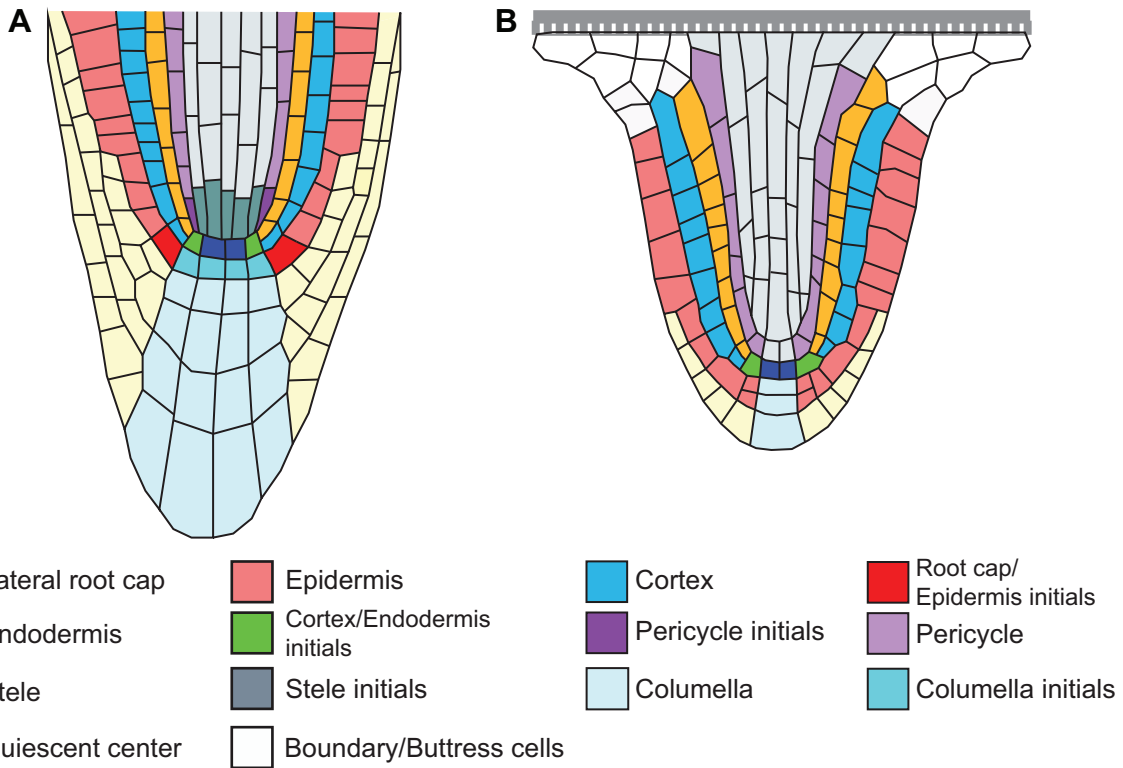 A
B
ateral root cap
Epidermis
Cortex
Root cap/
Epidermis initials
ndodermis
Cortex/Endodermis
initials
Pericycle initials
Pericycle
tele
Stele initials
Columella
Columella initials
uiescent center
Boundary/Buttress cells